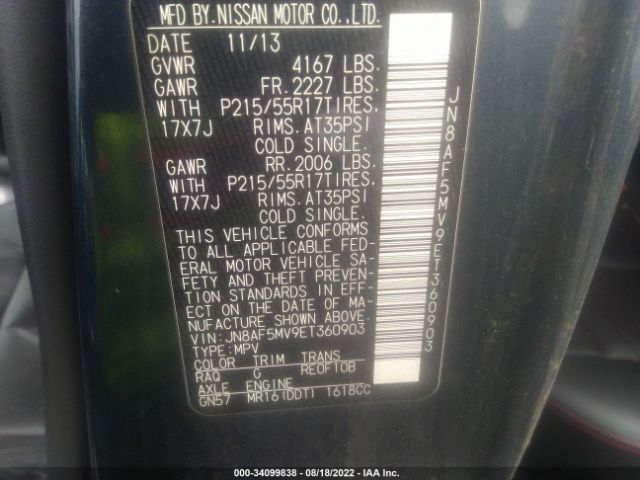 MFD BY.NISSAN MOTOR CO.,LTD.
DATE 11/13
GVWR 4167 LBS.
GAWR FR. 2227 LBS.
WITH P215/55R17TIRES.
17X7J RIMS. AT35PSI
COLD SINGLE.
GAWR RR. 2006 LBS.
WITH P215/55R17TIRES.
17X7J RIMS. AT35PSI
COLD SINGLE.
THIS VEHICLE CONFORMS
TO ALL APPLICABLE FED-
ERAL MOTOR VEHICLE SA-
FETY AND THEFT PREVEN-
TION STANDARDS IN EFF-
ECT ON THE DATE OF MA-
NUFACTURE SHOWN ABOVE.
VIN: JN8AF5MV9ET360903
TYPE: MPV
COLOR TRIM TRANS
RAQ G RE0F10B
AXLE ENGINE
GN57 MR16(DDT) 1618CC
JN8AF5MV9ET360903
000-34099838 - 08/18/2022 - IAA Inc.